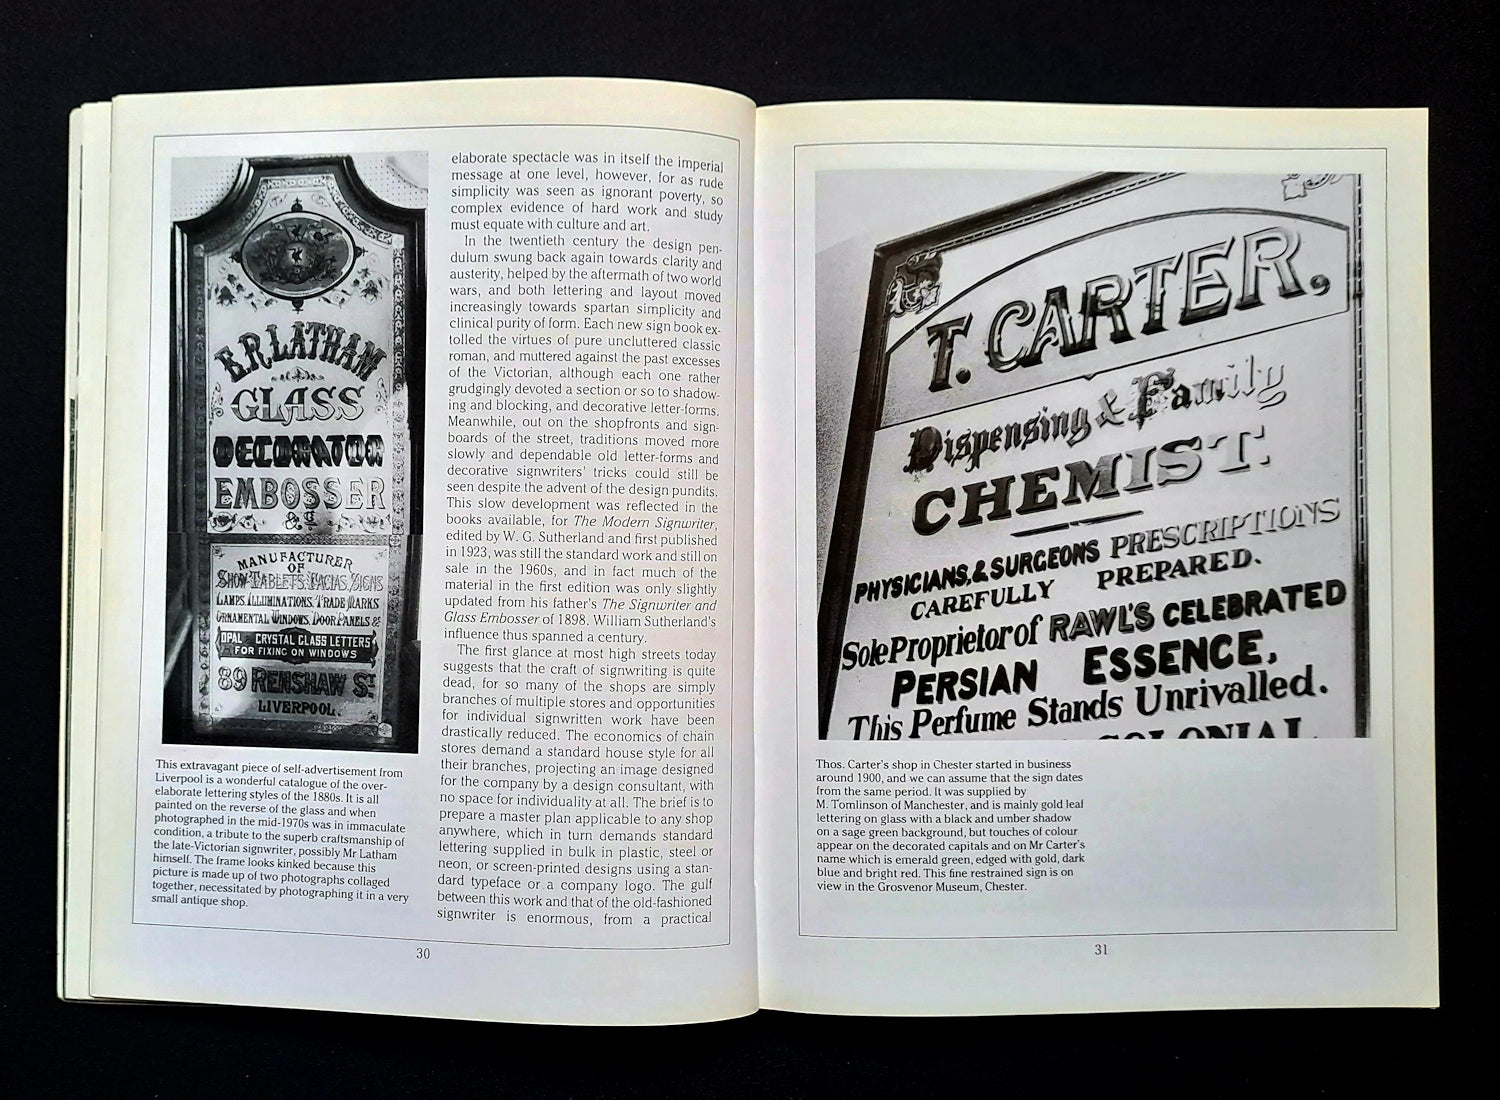 E.R. LATHAM
GLASS
DECORATOR
EMBOSSER
&c
MANUFACTURER
OF
SHOW-TABLETS. FACIAS. SIGNS
LAMPS. ILLUMINATIONS. TRADE MARKS
ORNAMENTAL WINDOWS. DOOR PANELS &c
OPAL & CRYSTAL GLASS LETTERS
FOR FIXING ON WINDOWS
89 RENSHAW ST.
LIVERPOOL.
This extravagant piece of self-advertisement from
Liverpool is a wonderful catalogue of the over-
elaborate lettering styles of the 1880s. It is all
painted on the reverse of the glass and when
photographed in the mid-1970s was in immaculate
condition, a tribute to the superb craftsmanship of
the late-Victorian signwriter, possibly Mr Latham
himself. The frame looks kinked because this
picture is made up of two photographs collaged
together, necessitated by photographing it in a very
small antique shop.
elaborate spectacle was in itself the imperial
message at one level, however, for as rude
simplicity was seen as ignorant poverty, so
complex evidence of hard work and study
must equate with culture and art.
In the twentieth century the design pen-
dulum swung back again towards clarity and
austerity, helped by the aftermath of two world
wars, and both lettering and layout moved
increasingly towards spartan simplicity and
clinical purity of form. Each new sign book ex-
tolled the virtues of pure uncluttered classic
roman, and muttered against the past excesses
of the Victorian, although each one rather
grudgingly devoted a section or so to shadow-
ing and blocking, and decorative letter-forms.
Meanwhile, out on the shopfronts and sign-
boards of the street, traditions moved more
slowly and dependable old letter-forms and
decorative signwriters' tricks could still be
seen despite the advent of the design pundits.
This slow development was reflected in the
books available, for The Modern Signwriter,
edited by W. G. Sutherland and first published
in 1923, was still the standard work and still on
sale in the 1960s, and in fact much of the
material in the first edition was only slightly
updated from his father's The Signwriter and
Glass Embosser of 1898. William Sutherland's
influence thus spanned a century.
The first glance at most high streets today
suggests that the craft of signwriting is quite
dead, for so many of the shops are simply
branches of multiple stores and opportunities
for individual signwritten work have been
drastically reduced. The economics of chain
stores demand a standard house style for all
their branches, projecting an image designed
for the company by a design consultant, with
no space for individuality at all. The brief is to
prepare a master plan applicable to any shop
anywhere, which in turn demands standard
lettering supplied in bulk in plastic, steel or
neon, or screen-printed designs using a stan-
dard typeface or a company logo. The gulf
between this work and that of the old-fashioned
signwriter is enormous, from a practical
30
T. CARTER,
Dispensing & Family
CHEMIST.
PHYSICIANS, & SURGEONS PRESCRIPTIONS
CAREFULLY PREPARED.
Sole Proprietor of RAWL'S CELEBRATED
PERSIAN ESSENCE,
This Perfume Stands Unrivalled.
COLONIAL
Thos. Carter's shop in Chester started in business
around 1900, and we can assume that the sign dates
from the same period. It was supplied by
M. Tomlinson of Manchester, and is mainly gold leaf
lettering on glass with a black and umber shadow
on a sage green background, but touches of colour
appear on the decorated capitals and on Mr Carter's
name which is emerald green, edged with gold, dark
blue and bright red. This fine restrained sign is on
view in the Grosvenor Museum, Chester.
31